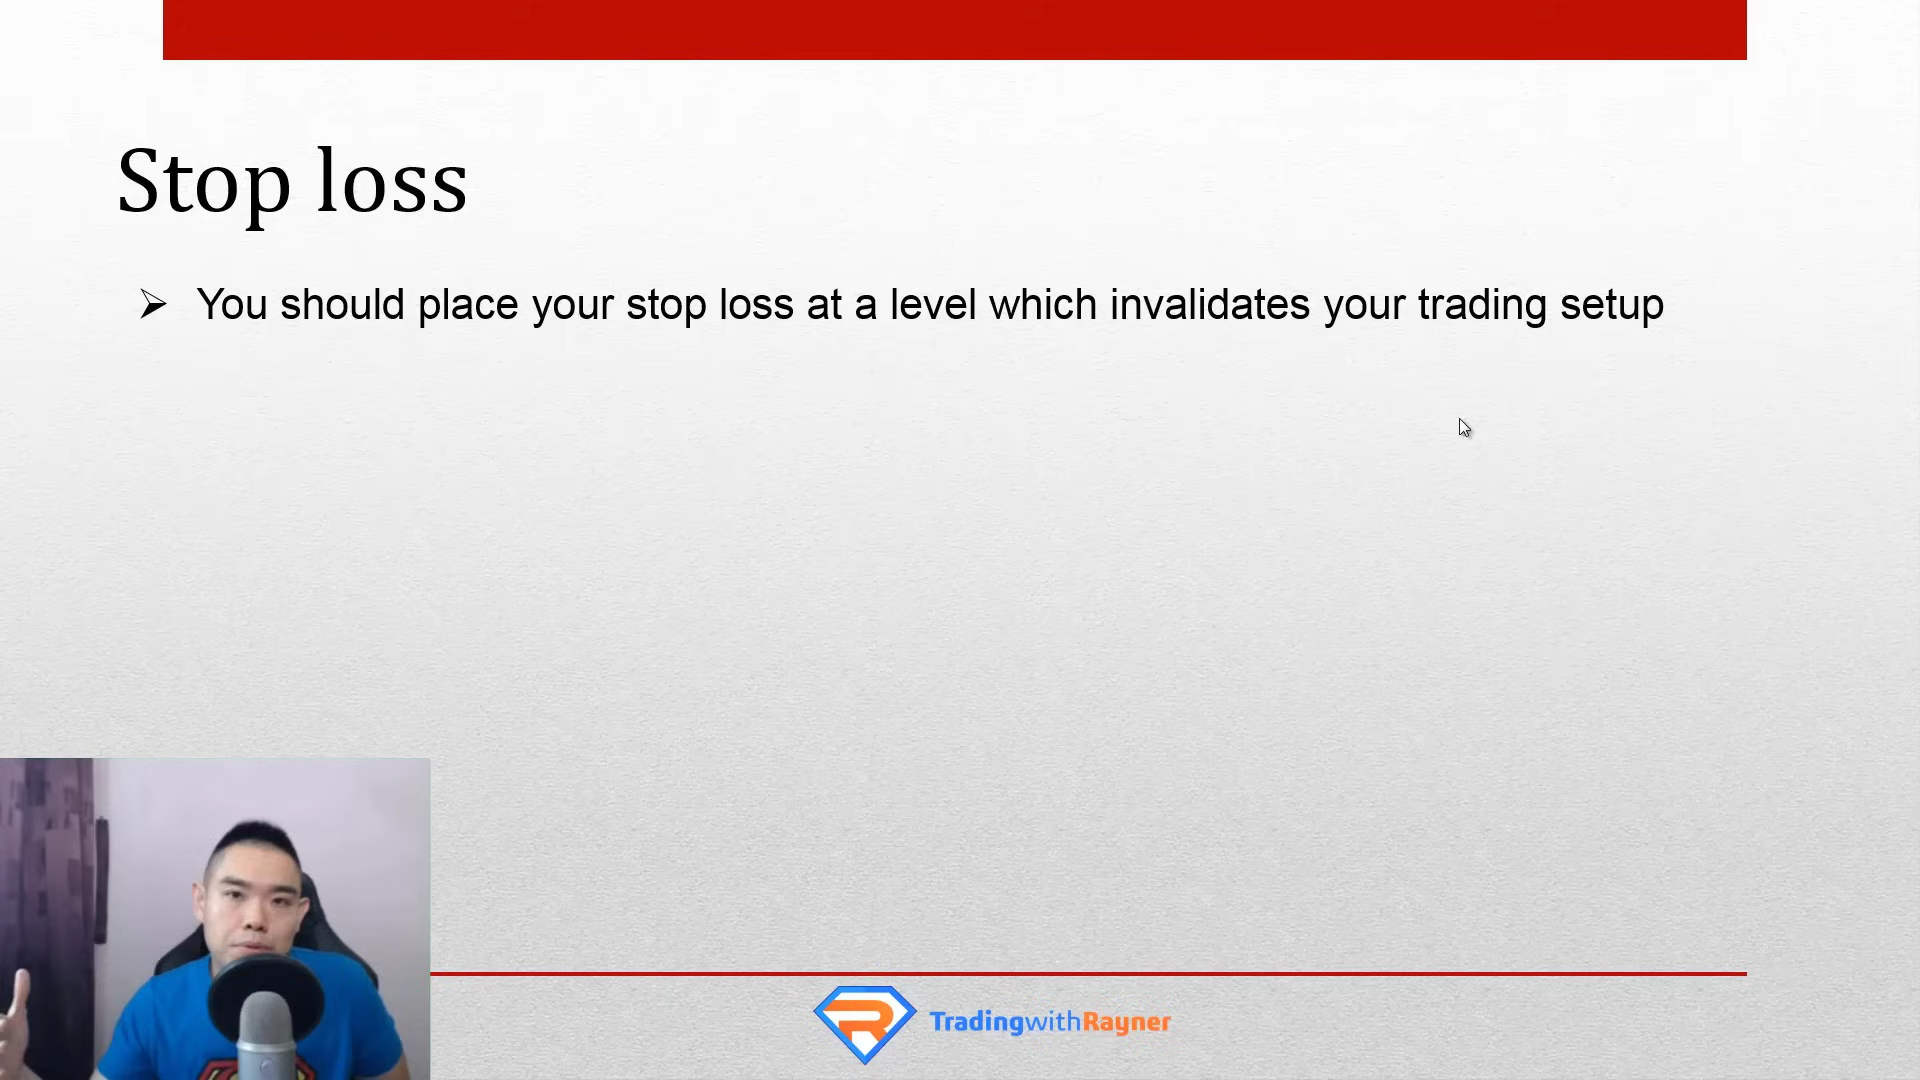 Stop loss
You should place your stop loss at a level which invalidates your trading setup
TradingwithRayner